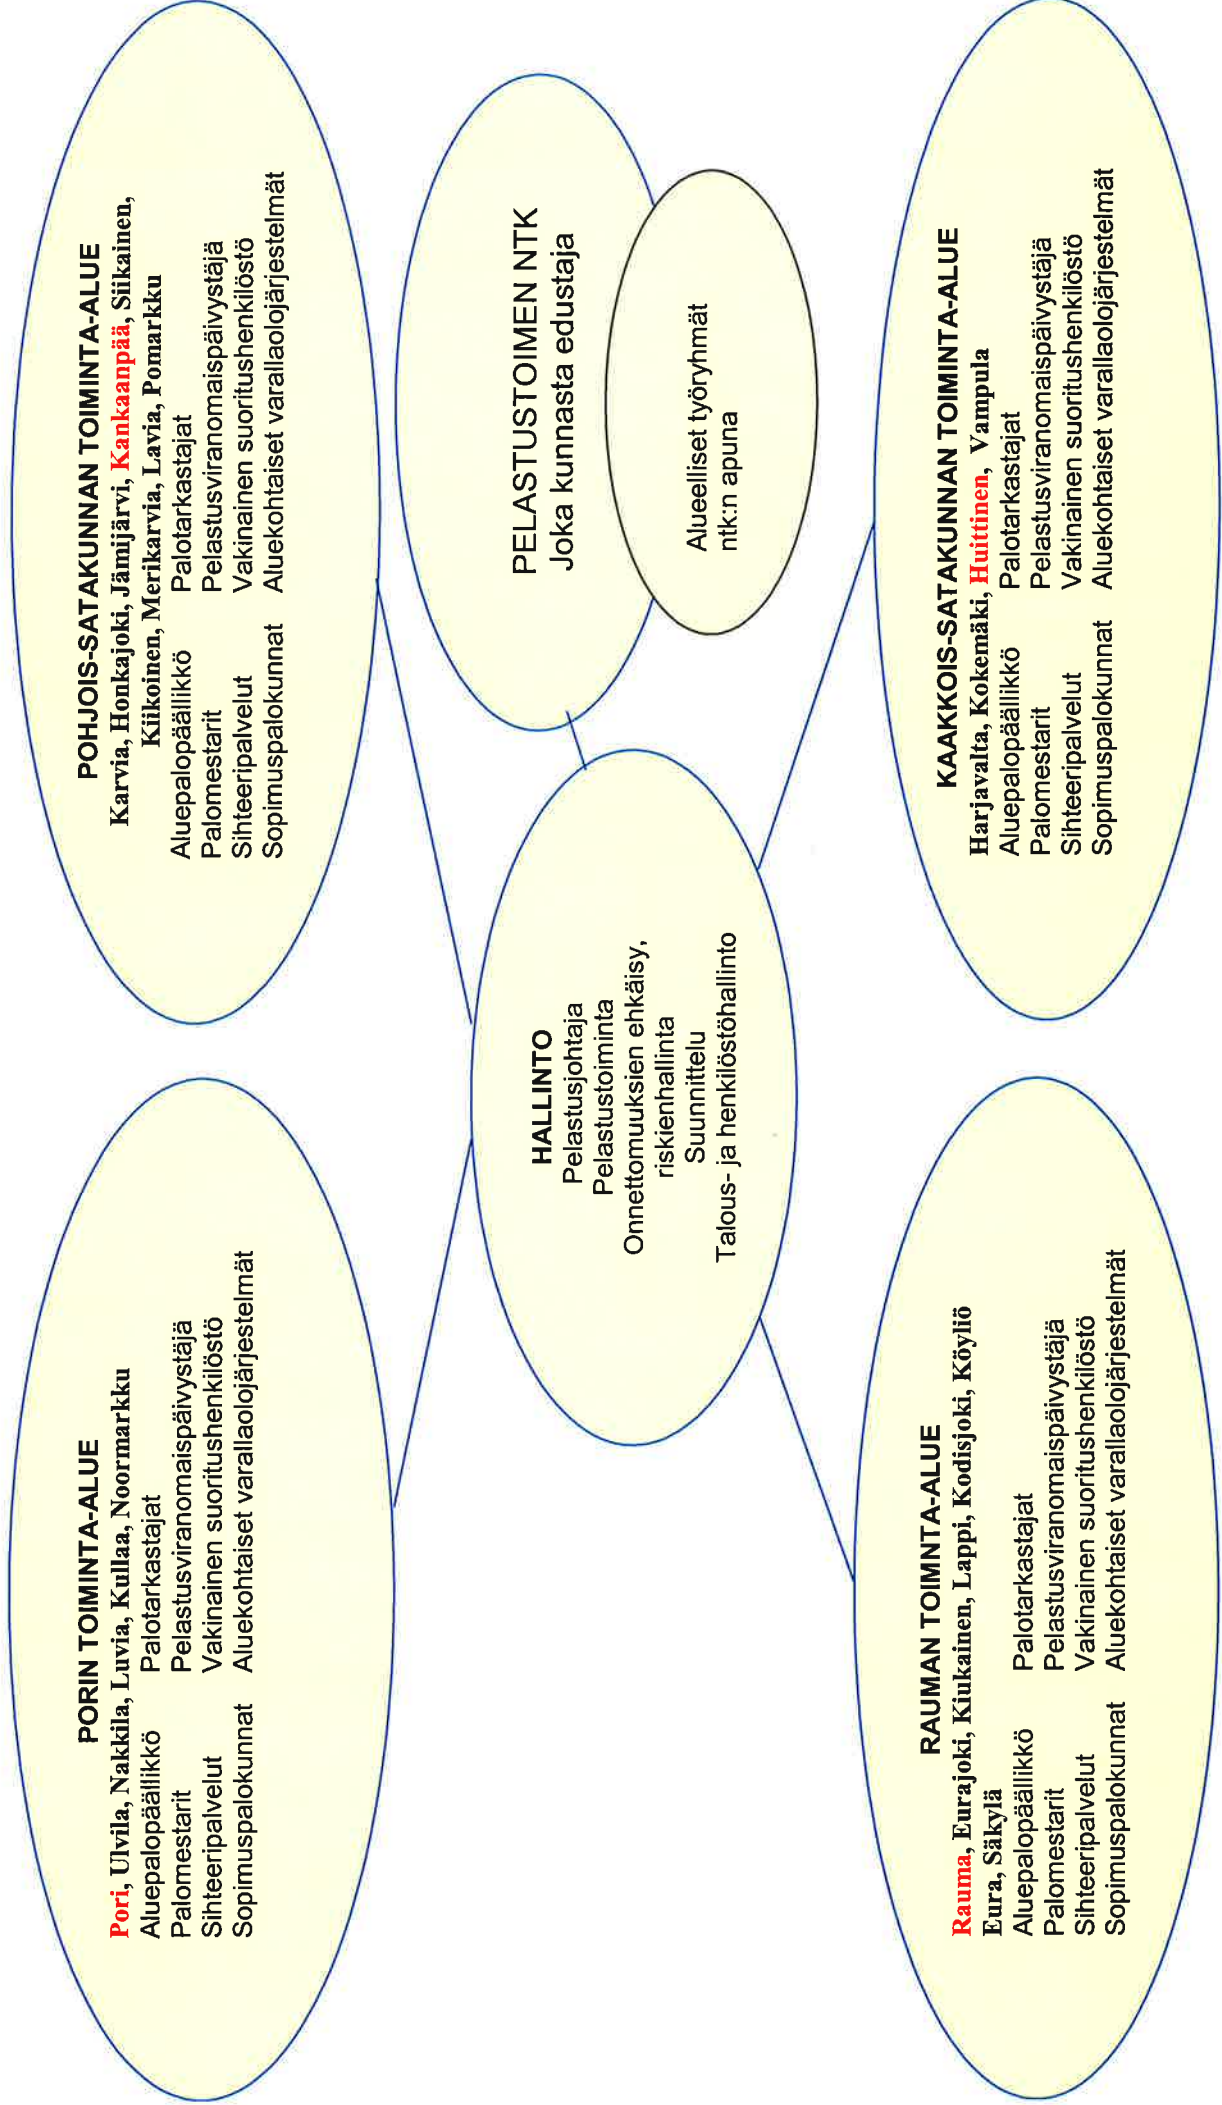 PORIN TOIMINTA-ALUE
Pori, Ulvila, Nakkila, Luvia, Kullaa, Noormarkku
Aluepalopäällikkö Palotarkastajat
Palomestarit Pelastusviranomaispäivystäjä
Sihteeripalvelut Vakinainen suoritushenkilöstö
Sopimuspalokunnat Aluekohtaiset varallaolojärjestelmät
POHJOIS-SATAKUNNAN TOIMINTA-ALUE
Karvia, Honkajoki, Jämijärvi, Kankaanpää, Siikainen,
Kiikoinen, Merikarvia, Lavia, Pomarkku
Aluepalopäällikkö Palotarkastajat
Palomestarit Pelastusviranomaispäivystäjä
Sihteeripalvelut Vakinainen suoritushenkilöstö
Sopimuspalokunnat Aluekohtaiset varallaolojärjestelmät
HALLINTO
Pelastusjohtaja
Pelastustoiminta
Onnettomuuksien ehkäisy,
riskienhallinta
Suunnittelu
Talous- ja henkilöstöhallinto
PELASTUSTOIMEN NTK
Joka kunnasta edustaja
Alueelliset työryhmät
ntk:n apuna
RAUMAN TOIMNTA-ALUE
Rauma, Eurajoki, Kiukainen, Lappi, Kodisjoki, Köyliö
Eura, Säkylä
Aluepalopäällikkö Palotarkastajat
Palomestarit Pelastusviranomaispäivystäjä
Sihteeripalvelut Vakinainen suoritushenkilöstö
Sopimuspalokunnat Aluekohtaiset varallaolojärjestelmät
KAAKKOIS-SATAKUNNAN TOIMINTA-ALUE
Harjavalta, Kokemäki, Huittinen, Vampula
Aluepalopäällikkö Palotarkastajat
Palomestarit Pelastusviranomaispäivystäjä
Sihteeripalvelut Vakinainen suoritushenkilöstö
Sopimuspalokunnat Aluekohtaiset varallaolojärjestelmät